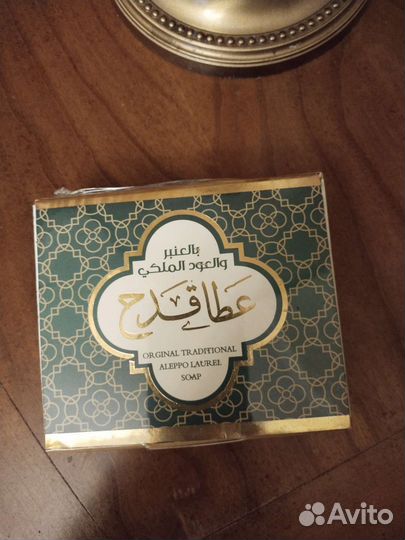 بالعنبر
والعود الملكي
عطا قدح
ORGINAL TRADITIONAL
ALEPPO LAUREL
SOAP
Avito